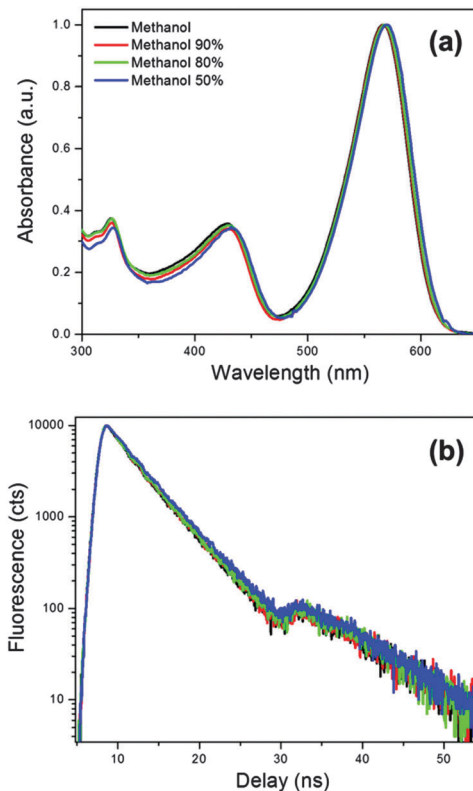 Methanol
Methanol 90%
Methanol 80%
Methanol 50%
(a)
Absorbance (a.u.)
1.0
0.8
0.6
0.4
0.2
0.0
300 400 500 600
Wavelength (nm)
(b)
Fluorescence (cts)
10000
1000
100
10
10 20 30 40 50
Delay (ns)